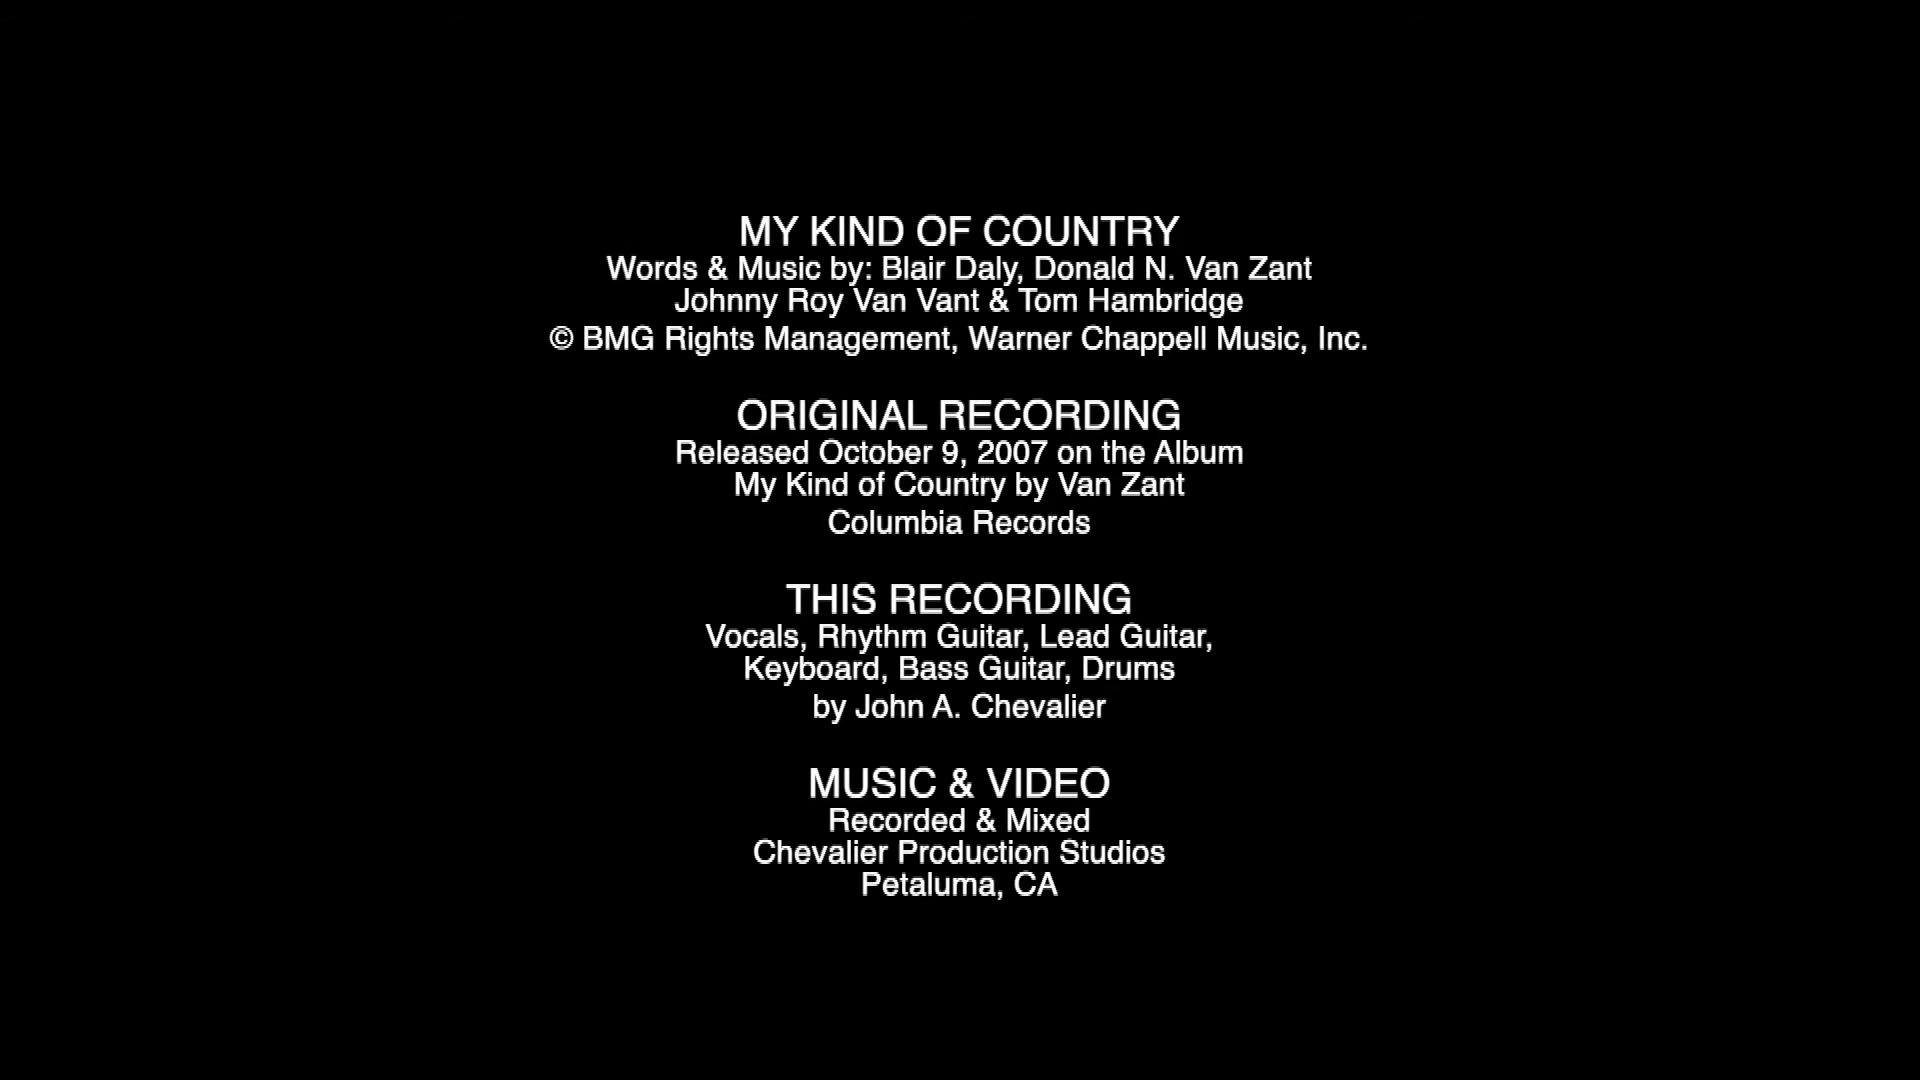 MY KIND OF COUNTRY
Words & Music by: Blair Daly, Donald N. Van Zant
Johnny Roy Van Vant & Tom Hambridge
© BMG Rights Management, Warner Chappell Music, Inc.
ORIGINAL RECORDING
Released October 9, 2007 on the Album
My Kind of Country by Van Zant
Columbia Records
THIS RECORDING
Vocals, Rhythm Guitar, Lead Guitar,
Keyboard, Bass Guitar, Drums
by John A. Chevalier
MUSIC & VIDEO
Recorded & Mixed
Chevalier Production Studios
Petaluma, CA